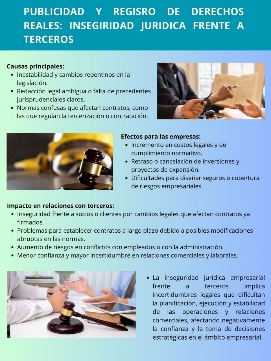 PUBLICIDAD Y REGISRO DE DERECHOS
REALES: INSEGIRIDAD JURIDICA FRENTE A
TERCEROS
Causas principales:
• Inestabilidad y cambios repentinos en la
legislación.
• Redacción legal ambigua o falta de precedentes
jurisprudenciales claros.
• Normas confusas que afectan contratos, como
las que regulan la tercerización o contratación.
Efectos para las empresas:
• Incremento en costos legales y de
cumplimiento normativo.
• Retraso o cancelación de inversiones y
proyectos de expansión.
• Dificultades para diseñar seguros o cobertura
de riesgos empresariales.
Impacto en relaciones con terceros:
• Inseguridad frente a socios o clientes por cambios legales que afectan contratos ya
firmados.
• Problemas para establecer contratos a largo plazo debido a posibles modificaciones
abruptas en las normas.
• Aumento de riesgos en conflictos con empleados o con la administración.
• Menor confianza y mayor incertidumbre en relaciones comerciales y laborales.
• La inseguridad jurídica empresarial
frente a terceros implica
incertidumbres legales que dificultan
la planificación, ejecución y estabilidad
de las operaciones y relaciones
comerciales, afectando negativamente
la confianza y la toma de decisiones
estratégicas en el ámbito empresarial.